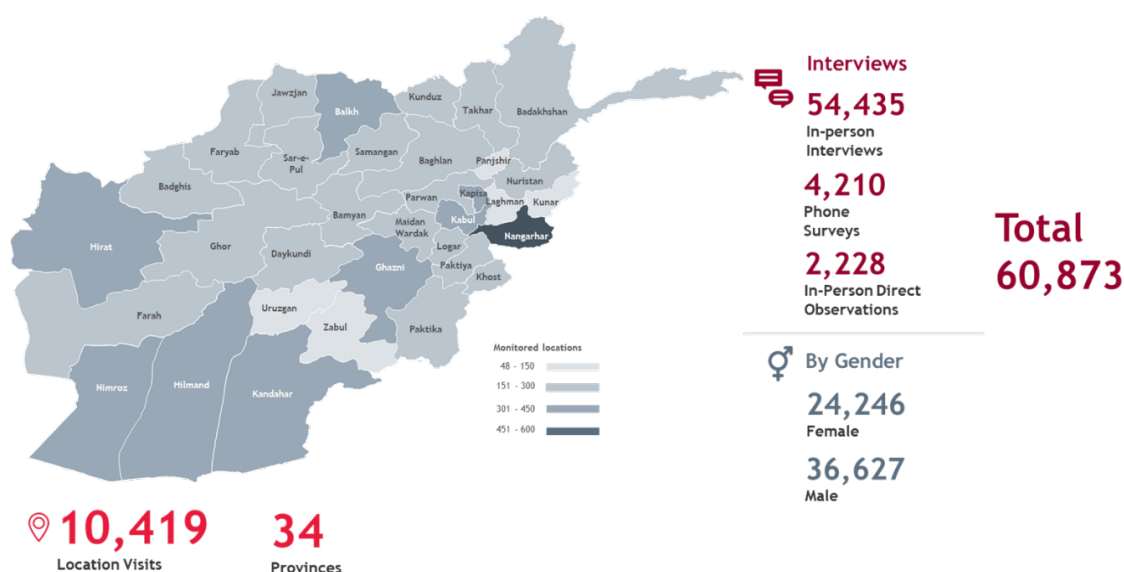 Jawzjan
Balkh
Kunduz
Takhar
Badakhshan
Faryab
Sar-e-
Pul
Samangan
Baghlan
Panjshir
Badghis
Nuristan
Parwan
Kapisa
Laghman
Kunar
Bamyan
Kabul
Maidan
Wardak
Nangarhar
Hirat
Ghor
Daykundi
Logar
Ghazni
Paktiya
Khost
Farah
Uruzgan
Zabul
Paktika
Nimroz
Hilmand
Kandahar
Monitored locations
48 - 150
151 - 300
301 - 450
451 - 600
10,419
Location Visits
34
Provinces
Interviews
54,435
In-person
Interviews
4,210
Phone
Surveys
2,228
In-Person Direct
Observations
Total
60,873
By Gender
24,246
Female
36,627
Male